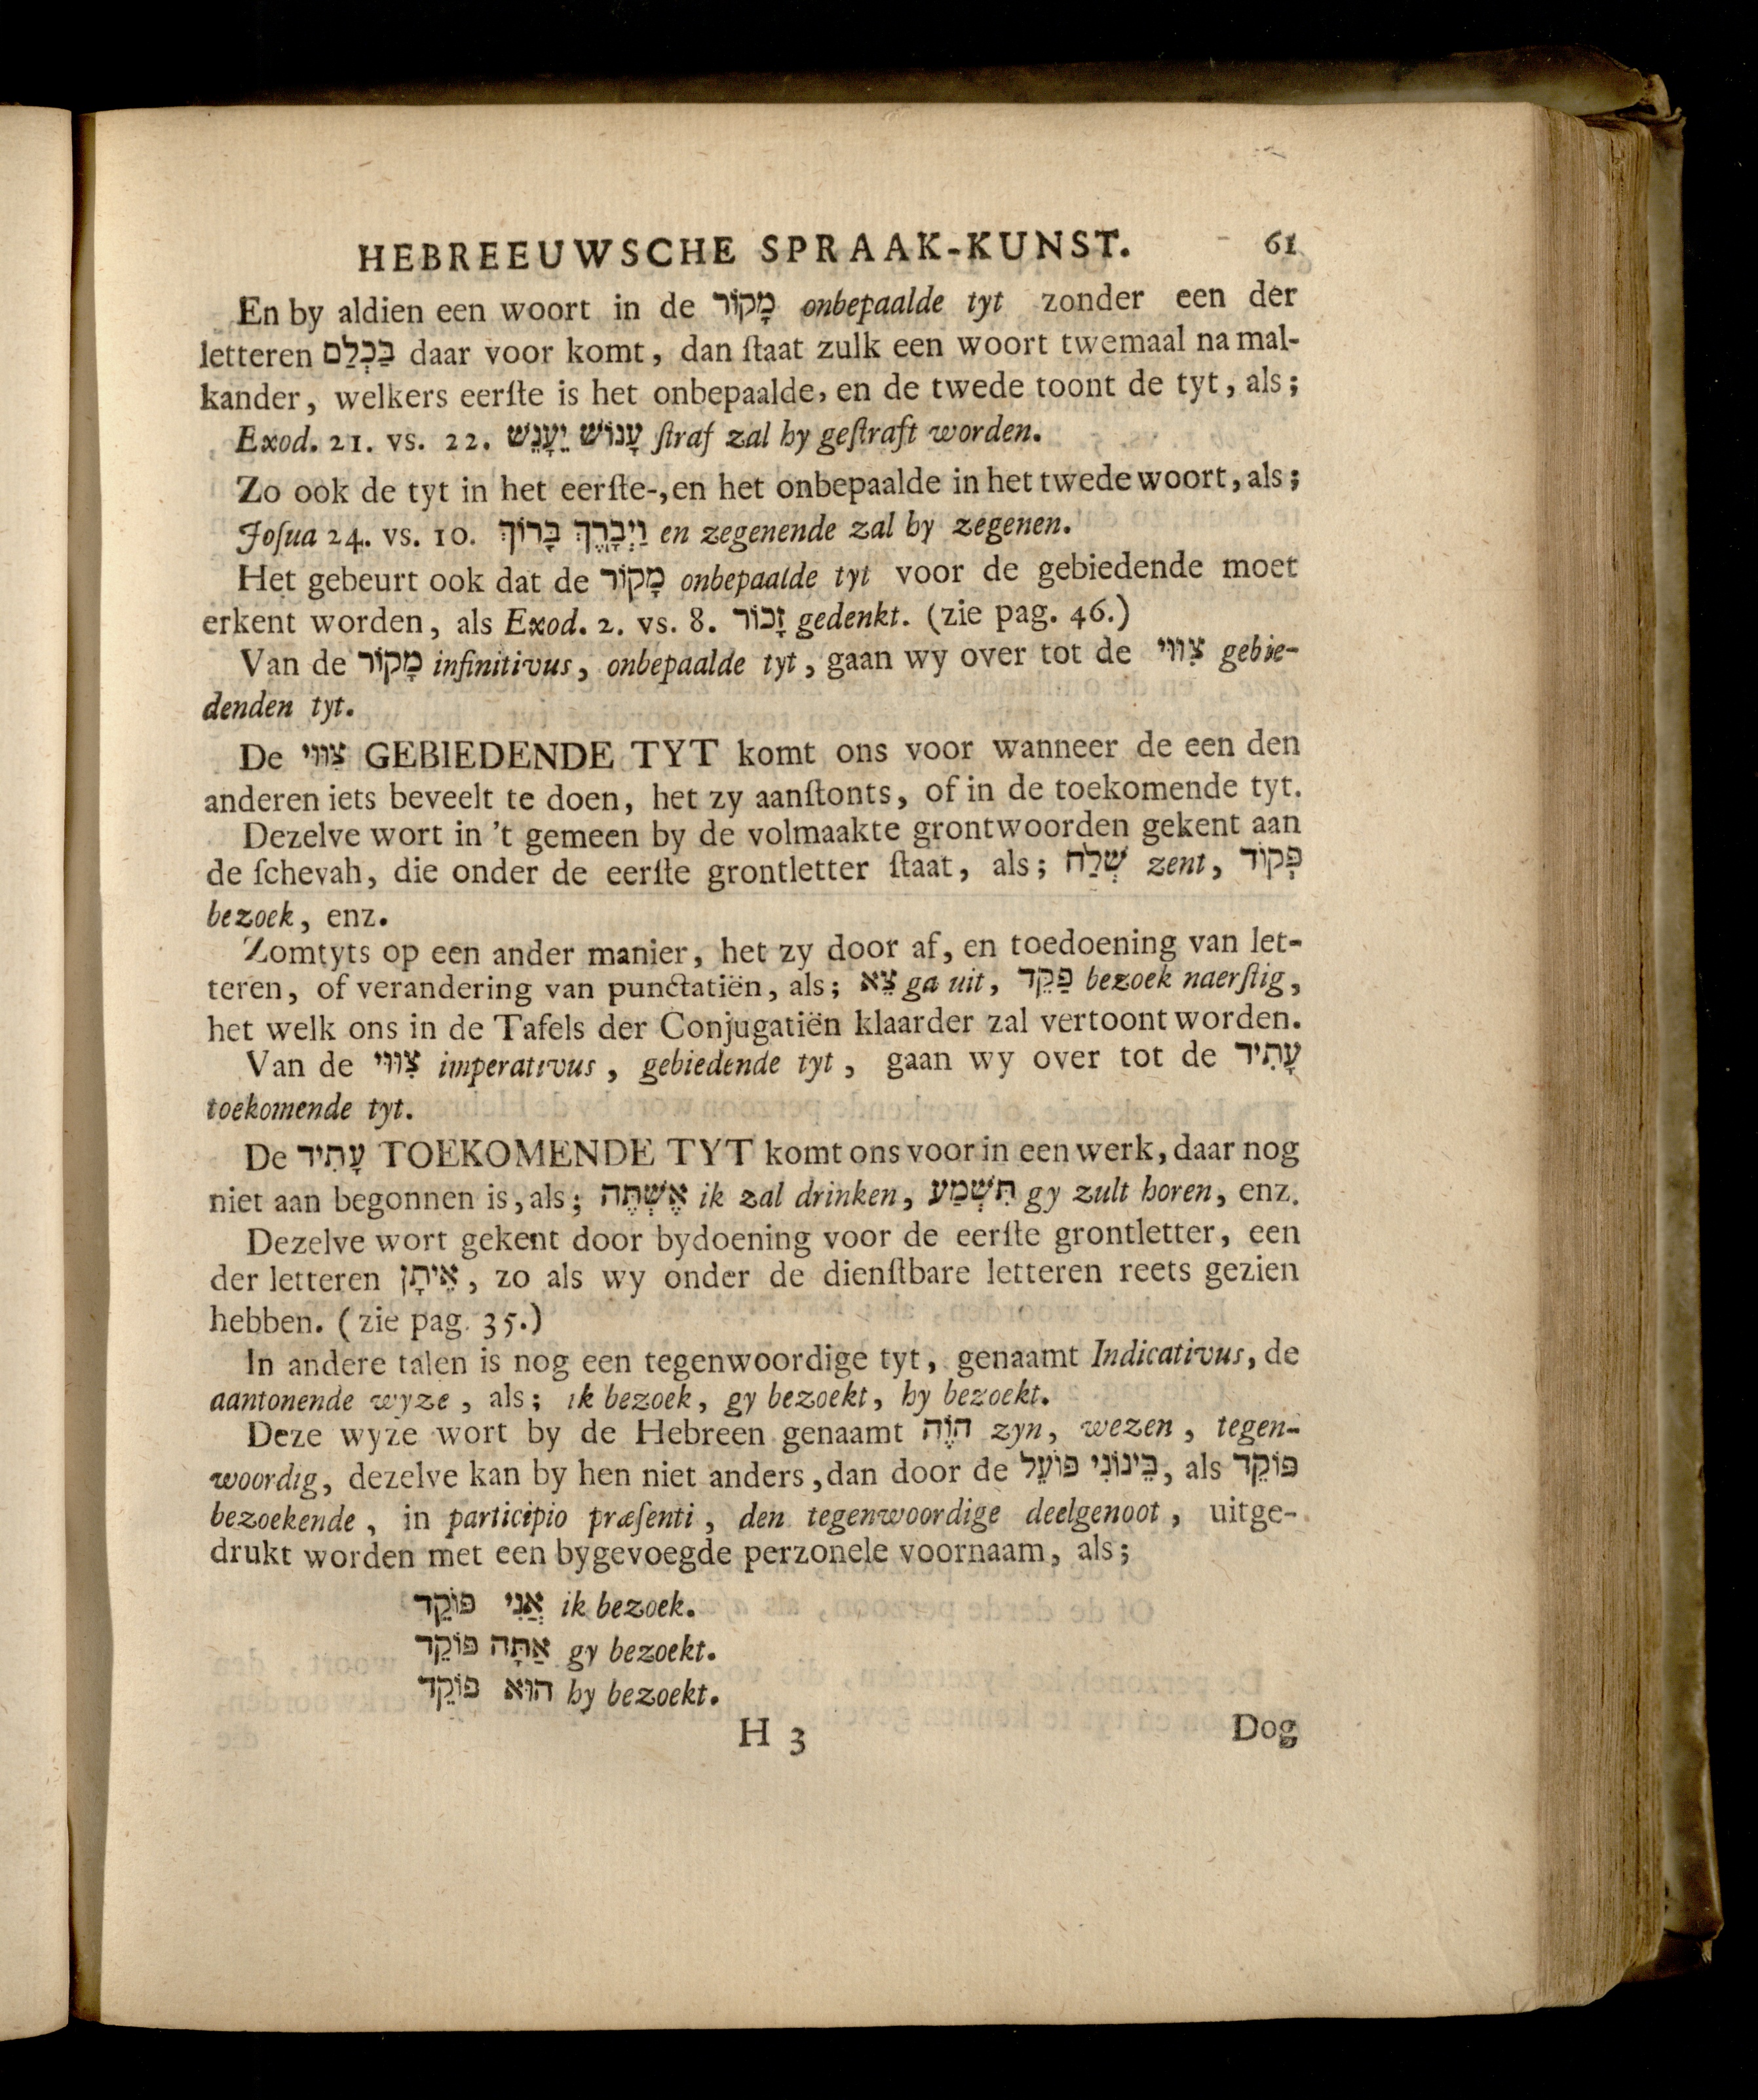 HEBREEUWSCHE SPRAAK-KUNST. 61
En by aldien een woort in de מָקוֹר onbepaalde tyt zonder een der
letteren בַּכְלַם daar voor komt, dan ſtaat zulk een woort twemaal na mal-
kander, welkers eerſte is het onbepaalde, en de twede toont de tyt, als;
Exod. 21. vs. 22. עָנוֹשׁ יֵעָנֵשׁ ſtraf zal hy geſtraft worden.
Zo ook de tyt in het eerſte-, en het onbepaalde in het twede woort, als;
Joſua 24. vs. 10. וַיְבָרֶךְ בָּרוֹךְ en zegenende zal hy zegenen.
Het gebeurt ook dat de מָקוֹר onbepaalde tyt voor de gebiedende moet
erkent worden, als Exod. 2. vs. 8. זָכוֹר gedenkt. (zie pag. 46.)
Van de מָקוֹר infinitivus, onbepaalde tyt, gaan wy over tot de צִווּי gebie-
denden tyt.
De צִווּי GEBIEDENDE TYT komt ons voor wanneer de een den
anderen iets beveelt te doen, het zy aanſtonts, of in de toekomende tyt.
Dezelve wort in 't gemeen by de volmaakte grontwoorden gekent aan
de ſchevah, die onder de eerſte grontletter ſtaat, als; שְׁלַח zent, פְּקוֹד
bezoek, enz.
Zomtyts op een ander manier, het zy door af, en toedoening van let-
teren, of verandering van punctatiën, als; צֵא ga uit, פַּקֵּד bezoek naerſtig,
het welk ons in de Tafels der Conjugatiën klaarder zal vertoont worden.
Van de צִווּי imperativus, gebiedende tyt, gaan wy over tot de עָתִיד
toekomende tyt.
De עָתִיד TOEKOMENDE TYT komt ons voor in een werk, daar nog
niet aan begonnen is, als; אֶשְׁתֶּה ik zal drinken, תִּשְׁמַע gy zult horen, enz.
Dezelve wort gekent door bydoening voor de eerſte grontletter, een
der letteren אֵיתָן, zo als wy onder de dienſtbare letteren reets gezien
hebben. (zie pag. 35.)
In andere talen is nog een tegenwoordige tyt, genaamt Indicativus, de
aantonende wyze, als; ik bezoek, gy bezoekt, hy bezoekt.
Deze wyze wort by de Hebreen genaamt הוֶֹה zyn, wezen, tegen-
woordig, dezelve kan by hen niet anders, dan door de בֵּינוֹנִי פּוֹעֵל, als פּוֹקֵד
bezoekende, in participio præſenti, den tegenwoordige deelgenoot, uitge-
drukt worden met een bygevoegde perzonele voornaam, als;
אֲנִי פּוֹקֵד ik bezoek.
אַתָּה פּוֹקֵד gy bezoekt.
הוּא פּוֹקֵד hy bezoekt.
H 3 Dog